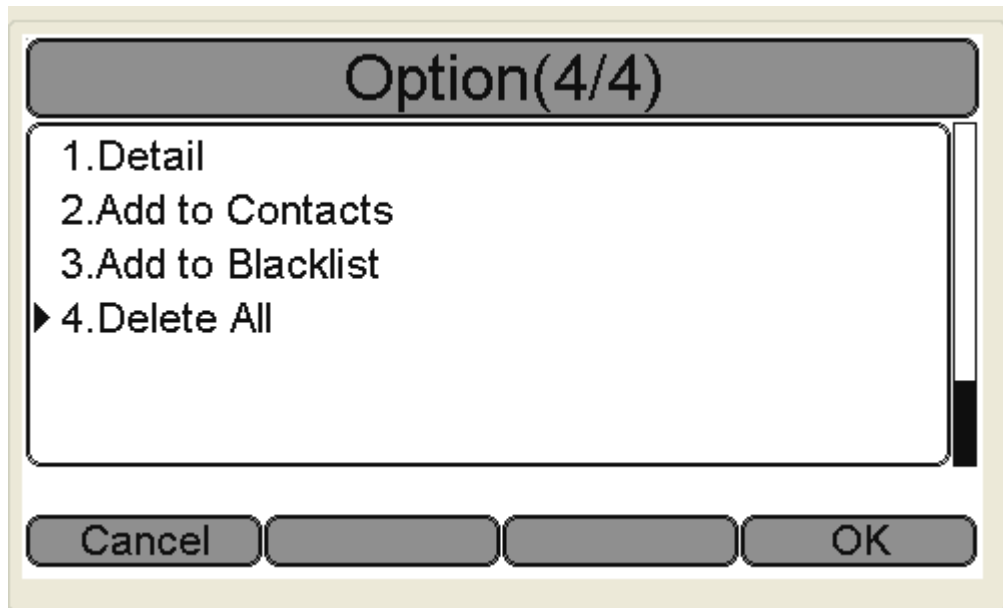 Option(4/4)
1.Detail
2.Add to Contacts
3.Add to Blacklist
4.Delete All
Cancel OK